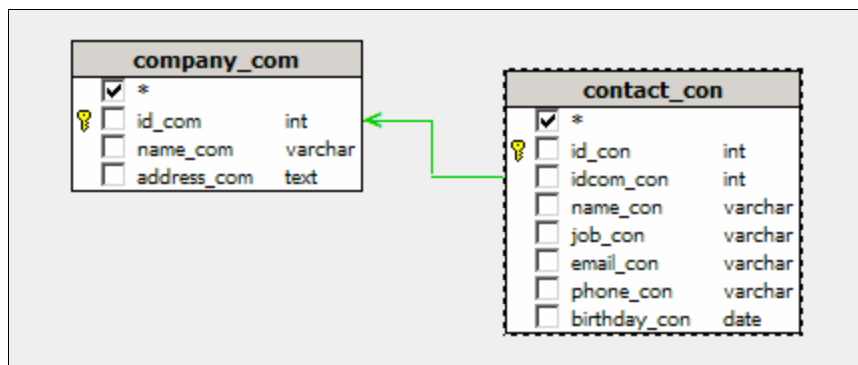 company_com
*
id_com int
name_com varchar
address_com text
contact_con
*
id_con int
idcom_con int
name_con varchar
job_con varchar
email_con varchar
phone_con varchar
birthday_con date